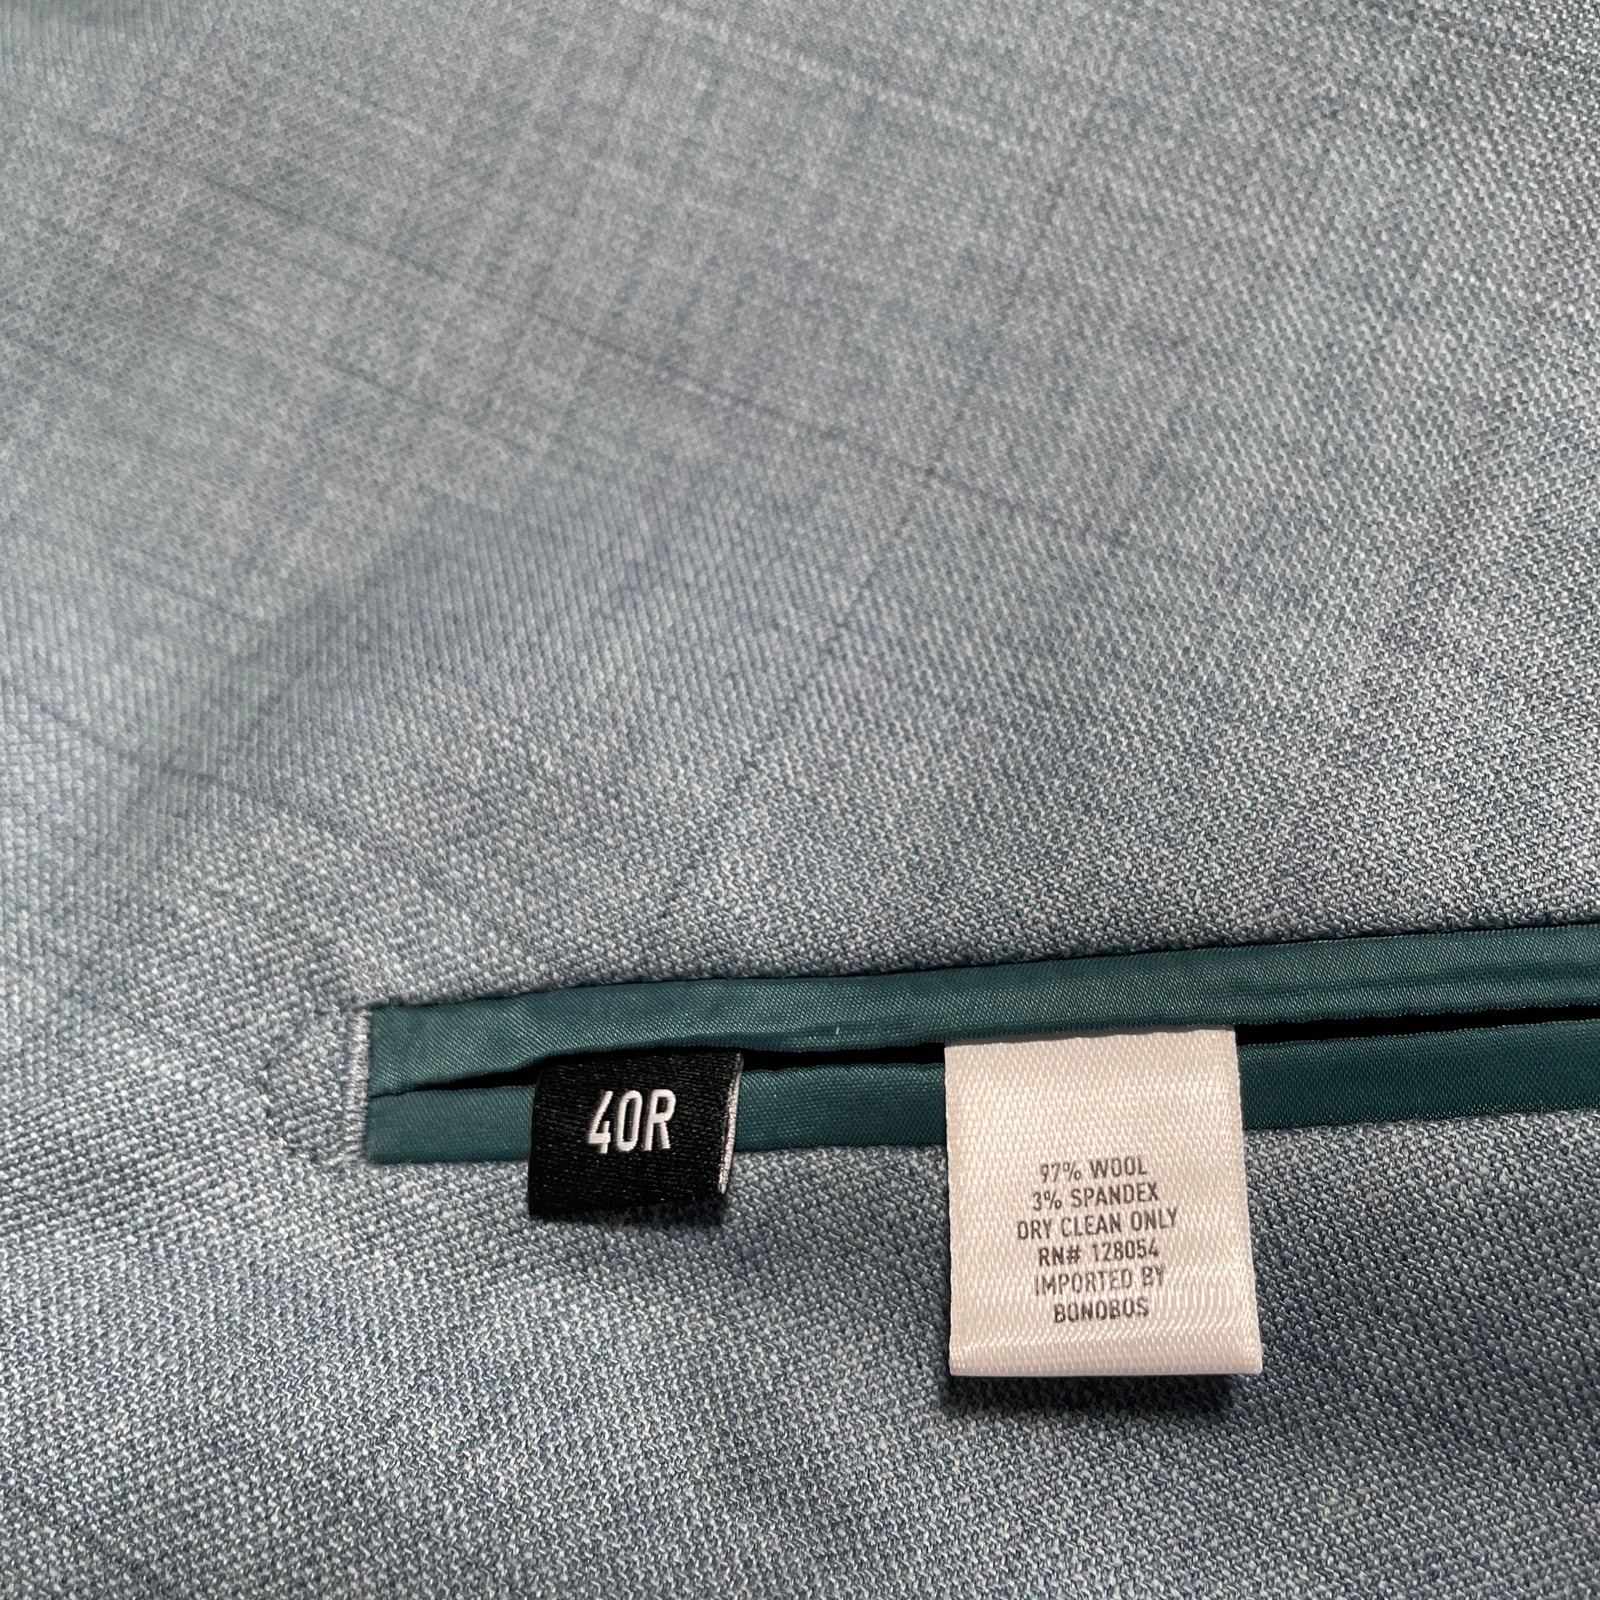 40R
97% WOOL
3% SPANDEX
DRY CLEAN ONLY
RN# 128054
IMPORTED BY
BONOBOS